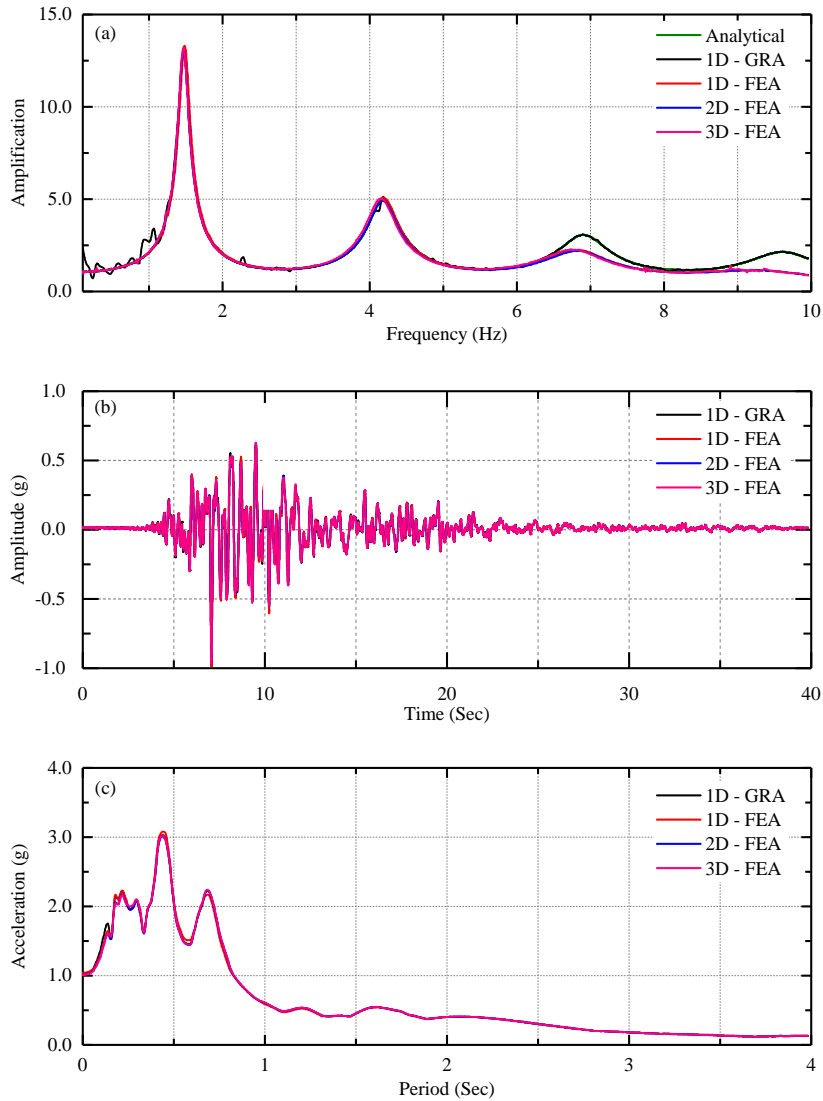 15.0
(a)
Analytical
1D - GRA
1D - FEA
2D - FEA
3D - FEA
10.0
5.0
0.0
Amplification
2 4 6 8 10
Frequency (Hz)
1.0
(b)
1D - GRA
1D - FEA
2D - FEA
3D - FEA
0.5
0.0
-0.5
-1.0
Amplitude (g)
0 10 20 30 40
Time (Sec)
4.0
(c)
1D - GRA
1D - FEA
2D - FEA
3D - FEA
3.0
2.0
1.0
0.0
Acceleration (g)
0 1 2 3 4
Period (Sec)